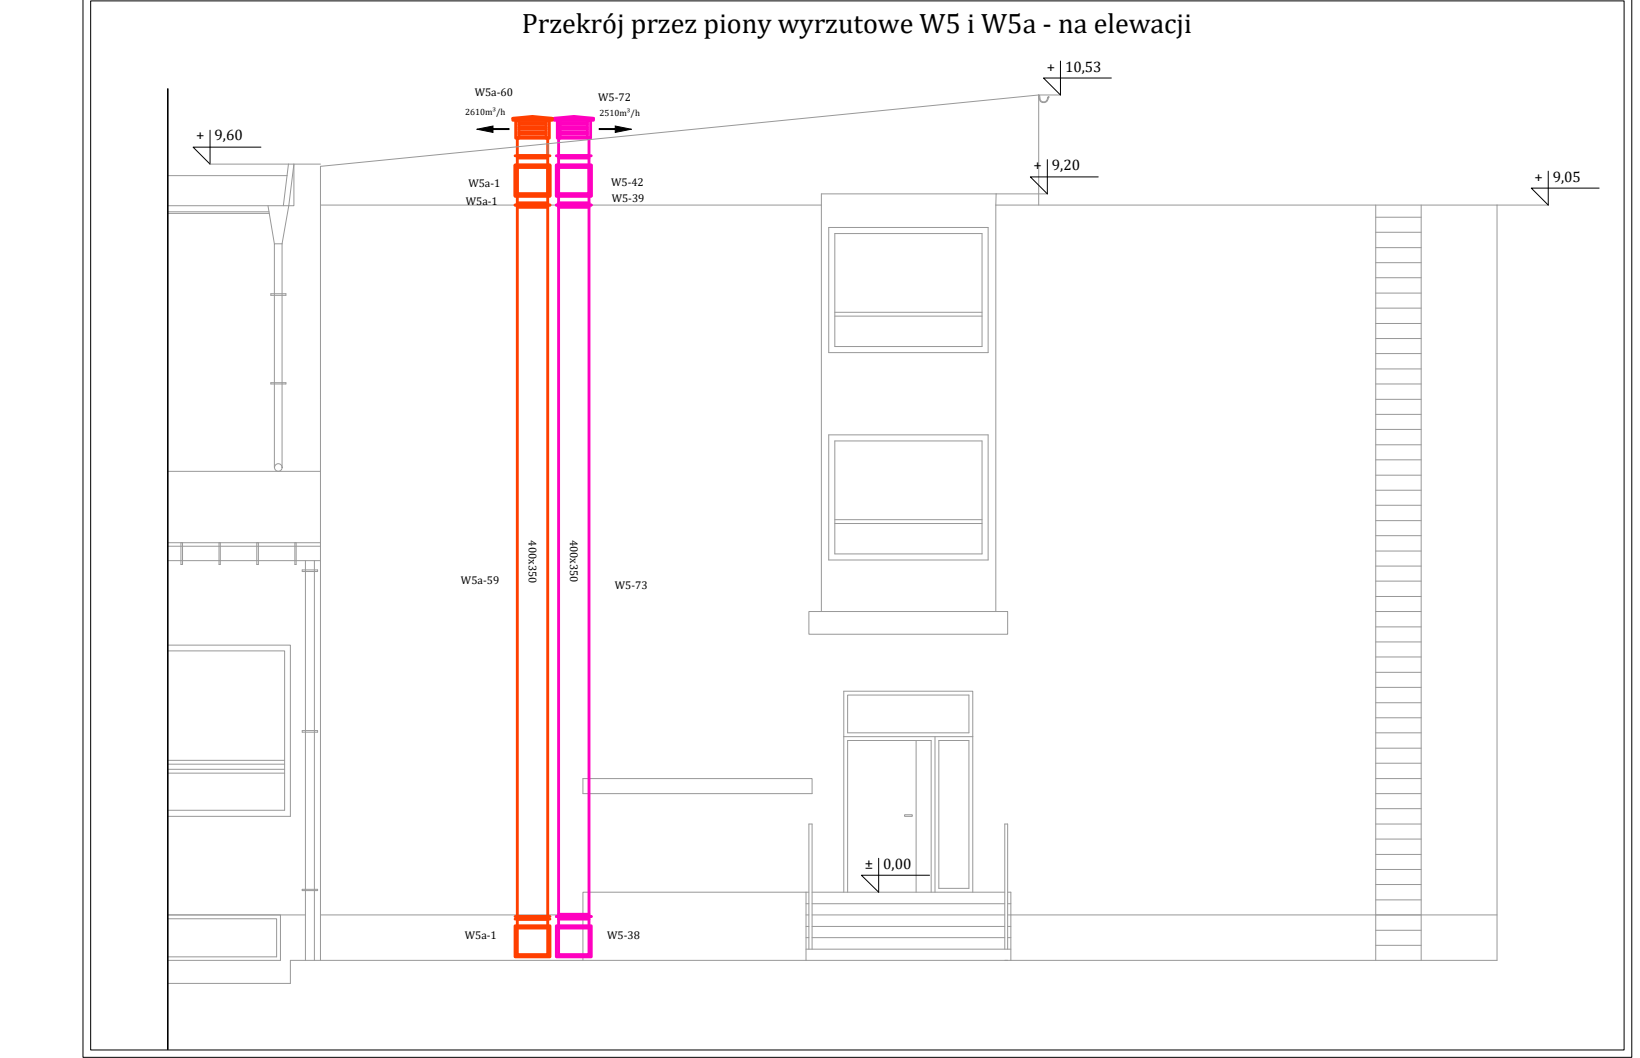 Przekrój przez piony wyrzutowe W5 i W5a - na elewacji
+ 10,53
W5a-60
W5-72
2610m³/h
2510m³/h
+ 9,60
+ 9,20
+ 9,05
W5a-1
W5-42
W5a-1
W5-39
400x350
400x350
W5a-59
W5-73
± 0,00
W5a-1
W5-38